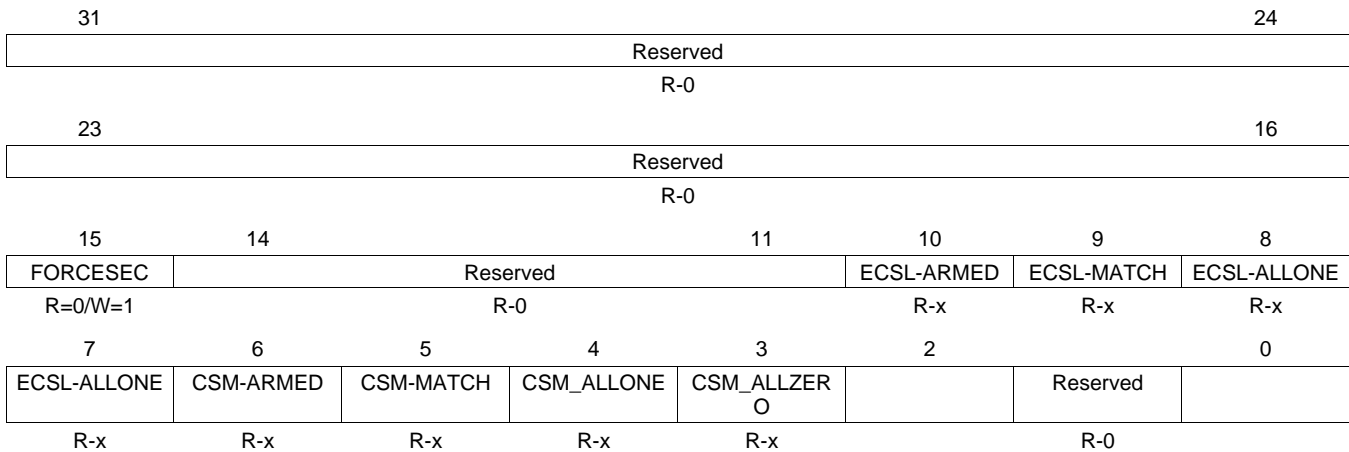 31 24
Reserved
R-0
23 16
Reserved
R-0
15 14 11 10 9 8
FORCESEC Reserved ECSL-ARMED ECSL-MATCH ECSL-ALLONE
R=0/W=1 R-0 R-x R-x R-x
7 6 5 4 3 2 0
ECSL-ALLONE CSM-ARMED CSM-MATCH CSM_ALLONE CSM_ALLZER Reserved
O
R-x R-x R-x R-x R-x R-0